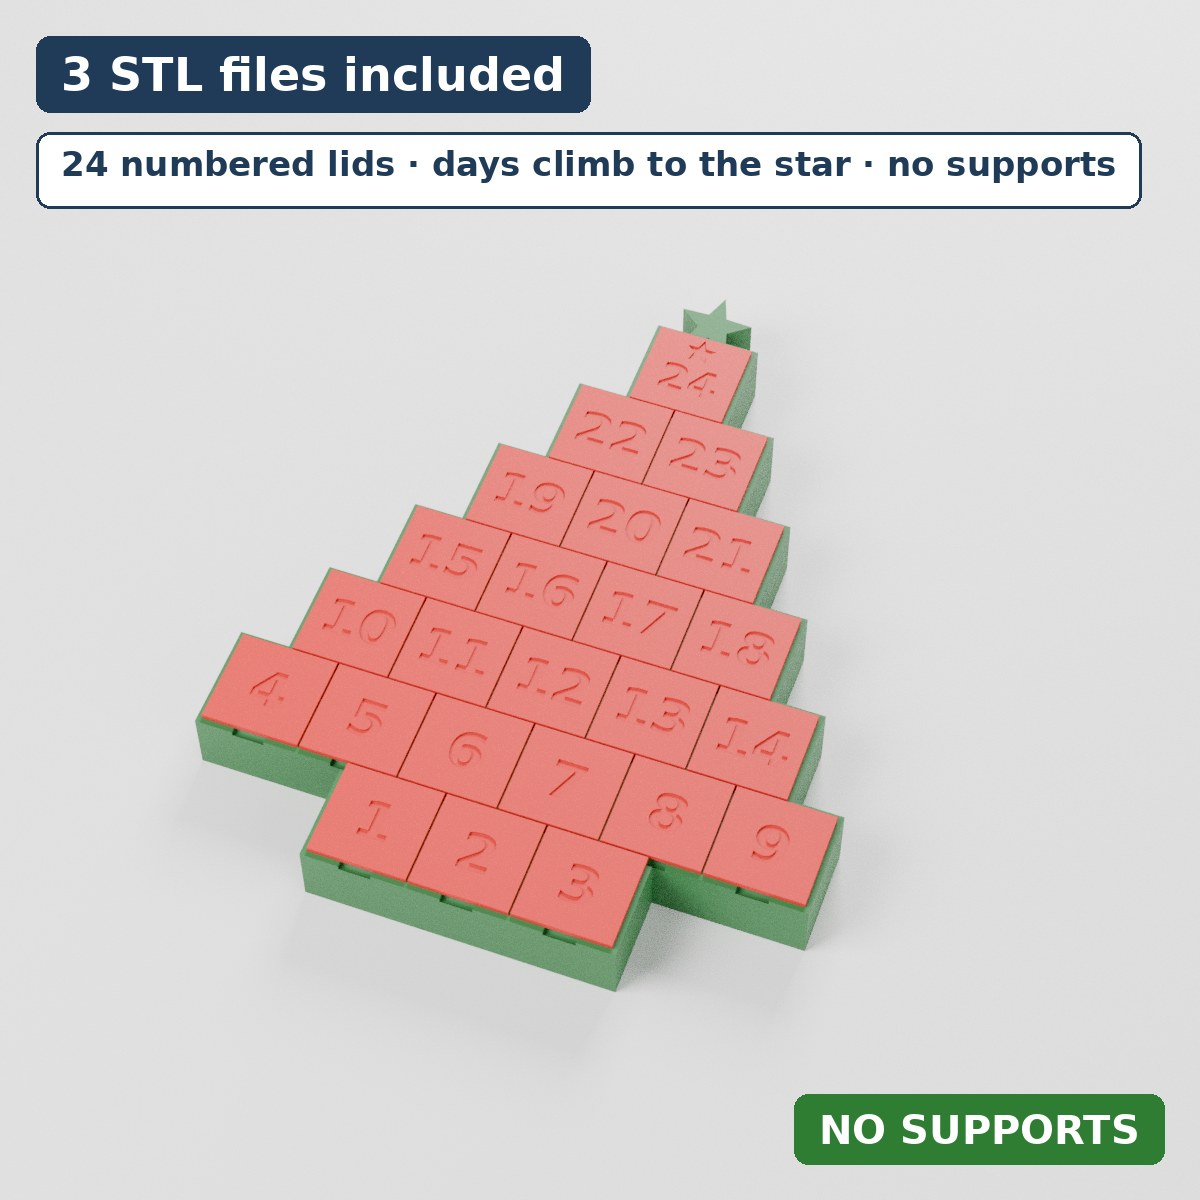 3 STL files included
24 numbered lids · days climb to the star · no supports
24
22 23
19 20 21
15 16 17 18
10 11 12 13 14
4 5 6 7 8 9
1 2 3
NO SUPPORTS